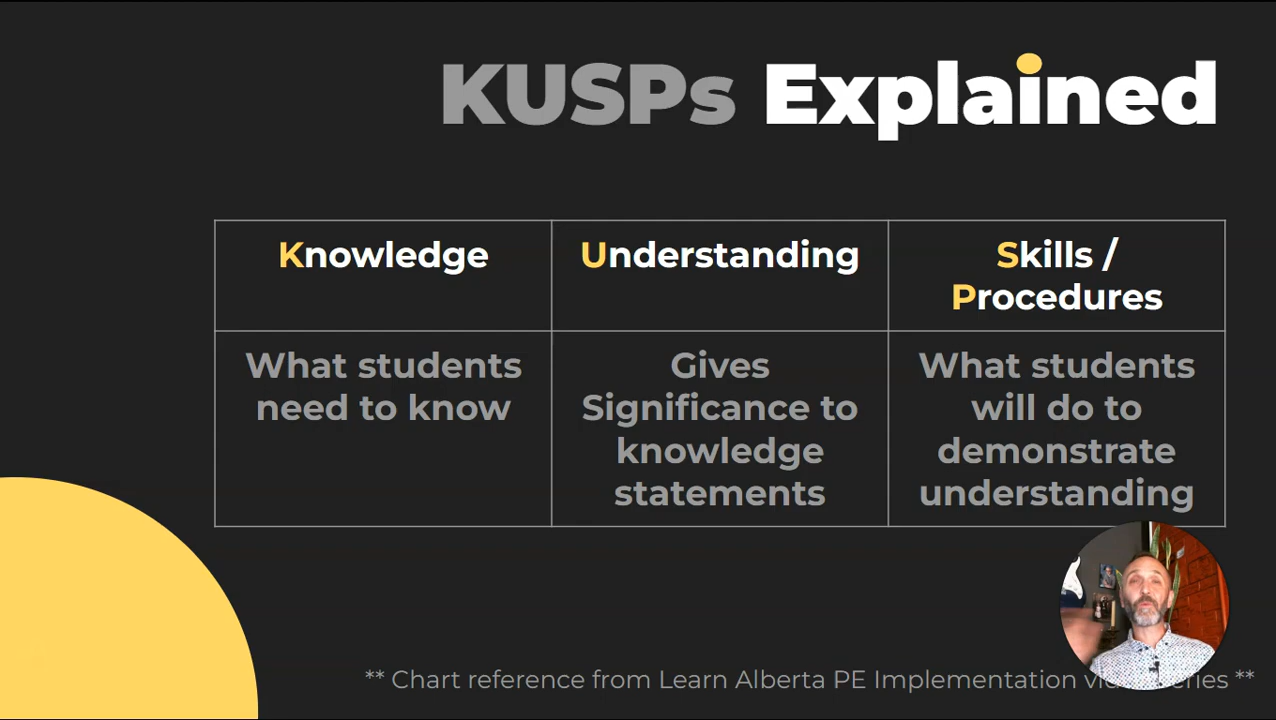 KUSPs Explained
Knowledge
Understanding
Skills /
Procedures
What students
need to know
Gives
Significance to
knowledge
statements
What students
will do to
demonstrate
understanding
** Chart reference from Learn Alberta PE Implementation **